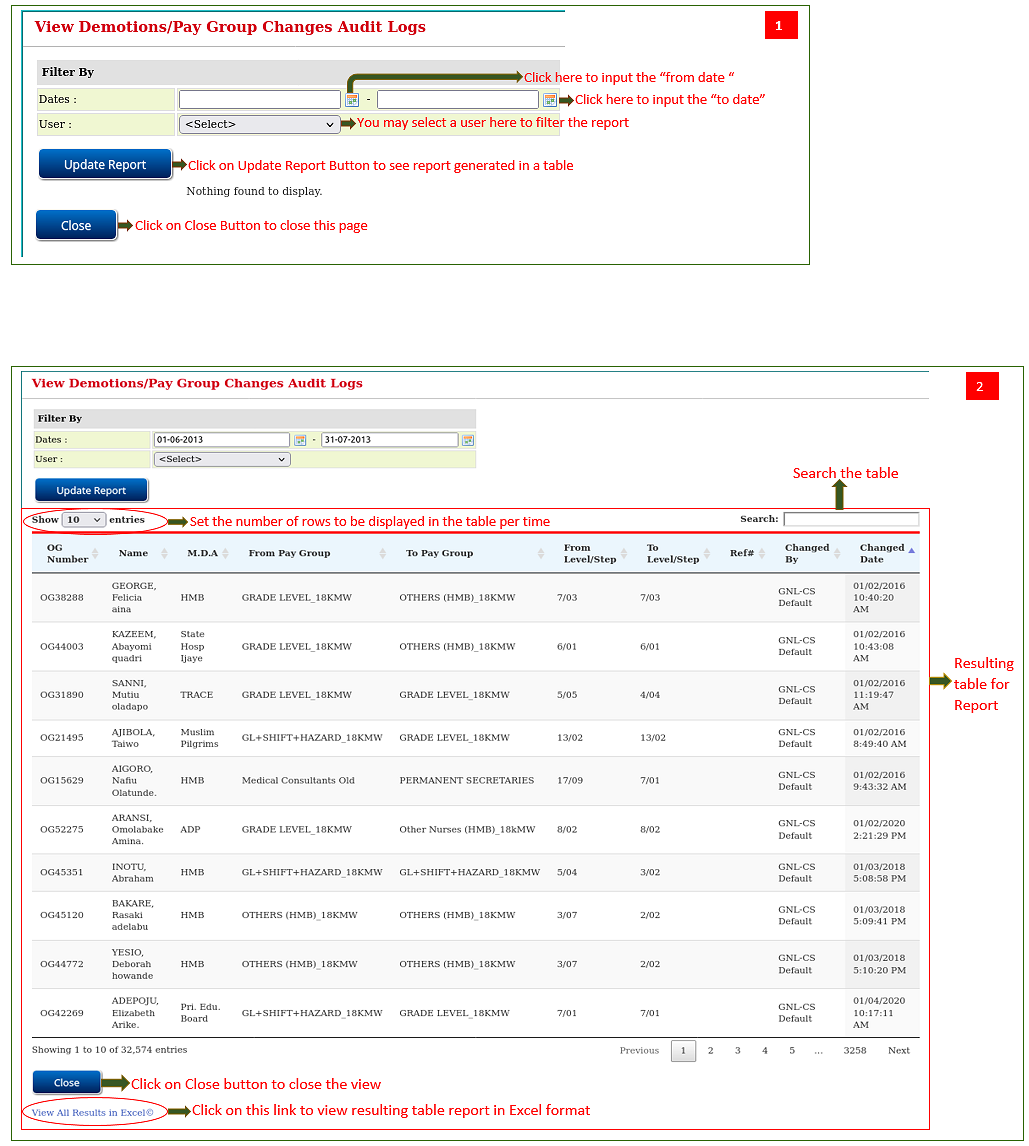 View Demotions/Pay Group Changes Audit Logs
1
Filter By
Click here to input the “from date “
Dates :
-
Click here to input the “to date”
User :
<Select>
You may select a user here to filter the report
Update Report
Click on Update Report Button to see report generated in a table
Nothing found to display.
Close
Click on Close Button to close this page
View Demotions/Pay Group Changes Audit Logs
2
Filter By
Dates :
01-06-2013
-
31-07-2013
User :
<Select>
Update Report
Search the table
Show 10 entries
Set the number of rows to be displayed in the table per time
Search:
OG Number Name M.D.A From Pay Group To Pay Group From Level/Step To Level/Step Ref# Changed By Changed Date
OG38288 GEORGE, Felicia aina HMB GRADE LEVEL_18KMW OTHERS (HMB)_18KMW 7/03 7/03 GNL-CS Default 01/02/2016 10:40:20 AM
OG44003 KAZEEM, Abayomi quadri State Hosp Ijaye GRADE LEVEL_18KMW OTHERS (HMB)_18KMW 6/01 6/01 GNL-CS Default 01/02/2016 10:43:08 AM
OG31890 SANNI, Mutiu oladapo TRACE GRADE LEVEL_18KMW GRADE LEVEL_18KMW 5/05 4/04 GNL-CS Default 01/02/2016 11:19:47 AM
OG21495 AJIBOLA, Taiwo Muslim Pilgrims GL+SHIFT+HAZARD_18KMW GRADE LEVEL_18KMW 13/02 13/02 GNL-CS Default 01/02/2016 8:49:40 AM
OG15629 AIGORO, Nafiu Olatunde. HMB Medical Consultants Old PERMANENT SECRETARIES 17/09 7/01 GNL-CS Default 01/02/2016 9:43:32 AM
OG52275 ARANSI, Omolabake Amina. ADP GRADE LEVEL_18KMW Other Nurses (HMB)_18kMW 8/02 8/02 GNL-CS Default 01/02/2020 2:21:29 PM
OG45351 INOTU, Abraham HMB GL+SHIFT+HAZARD_18KMW GL+SHIFT+HAZARD_18KMW 5/04 3/02 GNL-CS Default 01/03/2018 5:08:58 PM
OG45120 BAKARE, Rasaki adelabu HMB OTHERS (HMB)_18KMW OTHERS (HMB)_18KMW 3/07 2/02 GNL-CS Default 01/03/2018 5:09:41 PM
OG44772 YESIO, Deborah howande HMB OTHERS (HMB)_18KMW OTHERS (HMB)_18KMW 3/07 2/02 GNL-CS Default 01/03/2018 5:10:20 PM
OG42269 ADEPOJU, Elizabeth Arike. Pri. Edu. Board GL+SHIFT+HAZARD_18KMW GRADE LEVEL_18KMW 7/01 7/01 GNL-CS Default 01/04/2020 10:17:11 AM
Resulting
table for
Report
Showing 1 to 10 of 32,574 entries
Previous 1 2 3 4 5 ... 3258 Next
Close
Click on Close button to close the view
View All Results in Excel©
Click on this link to view resulting table report in Excel format